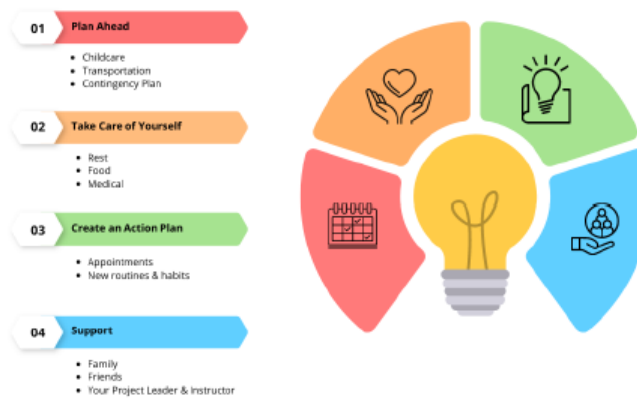 01 Plan Ahead
• Childcare
• Transportation
• Contingency Plan
02 Take Care of Yourself
• Rest
• Food
• Medical
03 Create an Action Plan
• Appointments
• New routines & habits
04 Support
• Family
• Friends
• Your Project Leader & Instructor